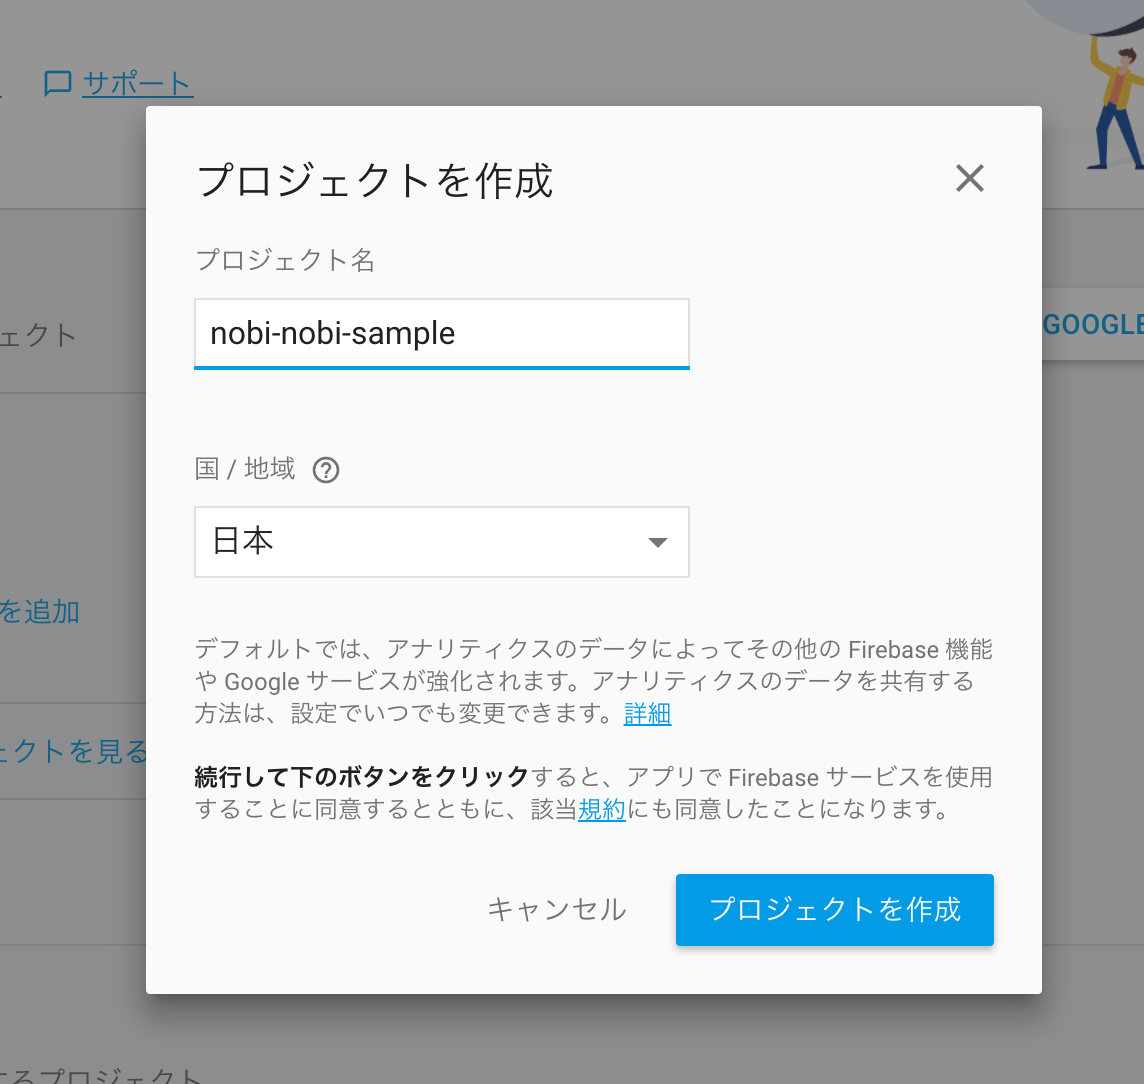 サポート
プロジェクトを作成
プロジェクト名
nobi-nobi-sample
ェクト
GOOGLE
国 / 地域 ?
日本
を追加
デフォルトでは、アナリティクスのデータによってその他の Firebase 機能
や Google サービスが強化されます。アナリティクスのデータを共有する
方法は、設定でいつでも変更できます。詳細
ェクトを見る
続行して下のボタンをクリックすると、アプリで Firebase サービスを使用
することに同意するとともに、該当規約にも同意したことになります。
キャンセル
プロジェクトを作成
するプロジェクト